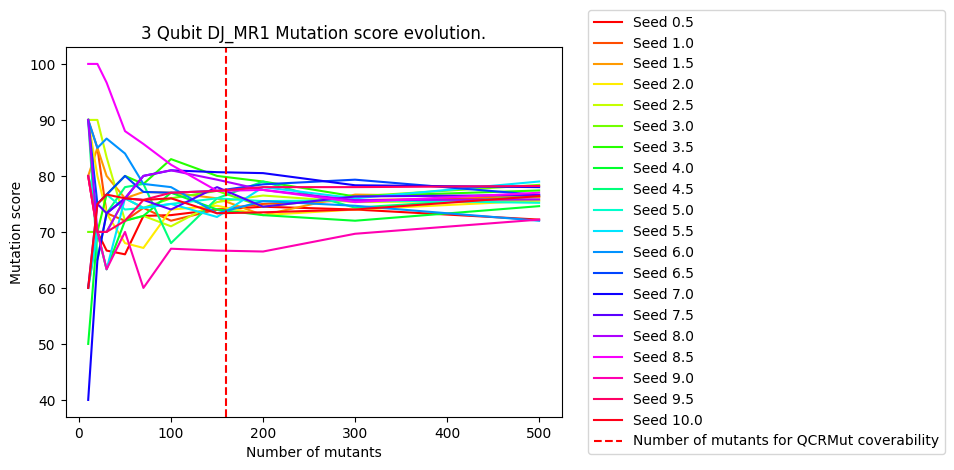 3 Qubit DJ_MR1 Mutation score evolution.
Mutation score
100
90
80
70
60
50
40
0
100
200
300
400
500
Number of mutants
Seed 0.5
Seed 1.0
Seed 1.5
Seed 2.0
Seed 2.5
Seed 3.0
Seed 3.5
Seed 4.0
Seed 4.5
Seed 5.0
Seed 5.5
Seed 6.0
Seed 6.5
Seed 7.0
Seed 7.5
Seed 8.0
Seed 8.5
Seed 9.0
Seed 9.5
Seed 10.0
Number of mutants for QCRMut coverability